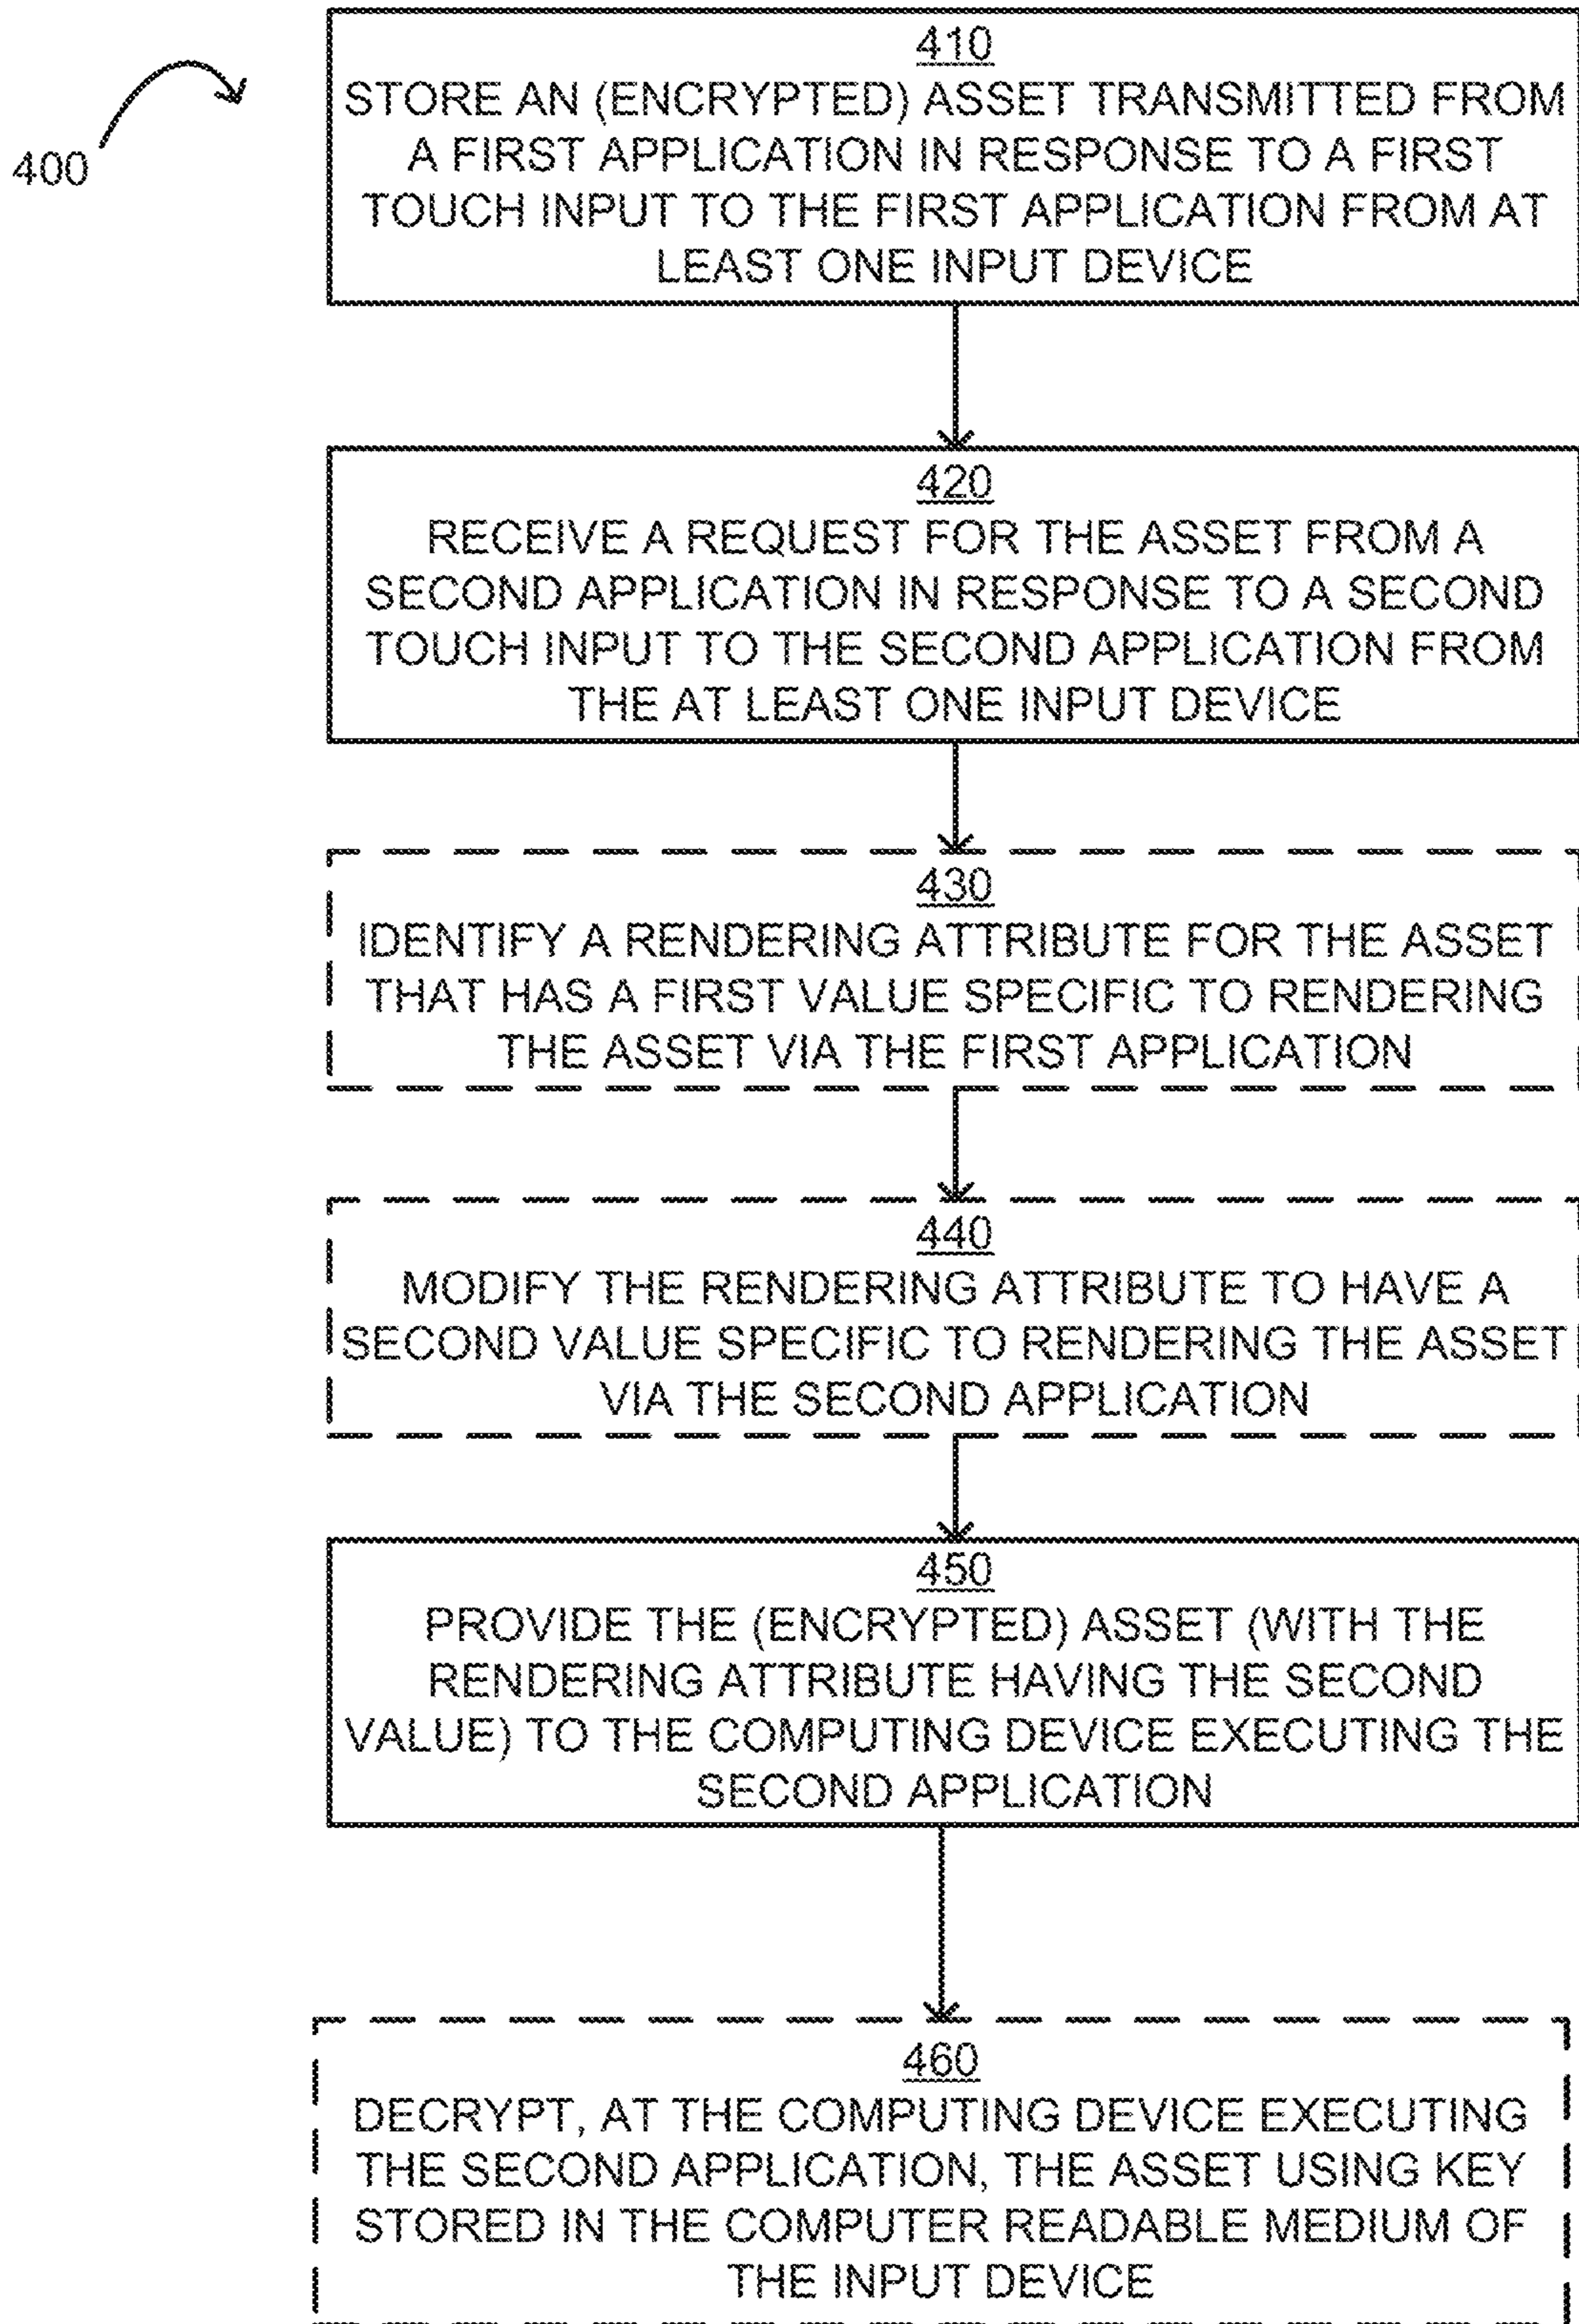 400
410
STORE AN (ENCRYPTED) ASSET TRANSMITTED FROM
A FIRST APPLICATION IN RESPONSE TO A FIRST
TOUCH INPUT TO THE FIRST APPLICATION FROM AT
LEAST ONE INPUT DEVICE
420
RECEIVE A REQUEST FOR THE ASSET FROM A
SECOND APPLICATION IN RESPONSE TO A SECOND
TOUCH INPUT TO THE SECOND APPLICATION FROM
THE AT LEAST ONE INPUT DEVICE
430
IDENTIFY A RENDERING ATTRIBUTE FOR THE ASSET
THAT HAS A FIRST VALUE SPECIFIC TO RENDERING
THE ASSET VIA THE FIRST APPLICATION
440
MODIFY THE RENDERING ATTRIBUTE TO HAVE A
SECOND VALUE SPECIFIC TO RENDERING THE ASSET
VIA THE SECOND APPLICATION
450
PROVIDE THE (ENCRYPTED) ASSET (WITH THE
RENDERING ATTRIBUTE HAVING THE SECOND
VALUE) TO THE COMPUTING DEVICE EXECUTING THE
SECOND APPLICATION
460
DECRYPT, AT THE COMPUTING DEVICE EXECUTING
THE SECOND APPLICATION, THE ASSET USING KEY
STORED IN THE COMPUTER READABLE MEDIUM OF
THE INPUT DEVICE